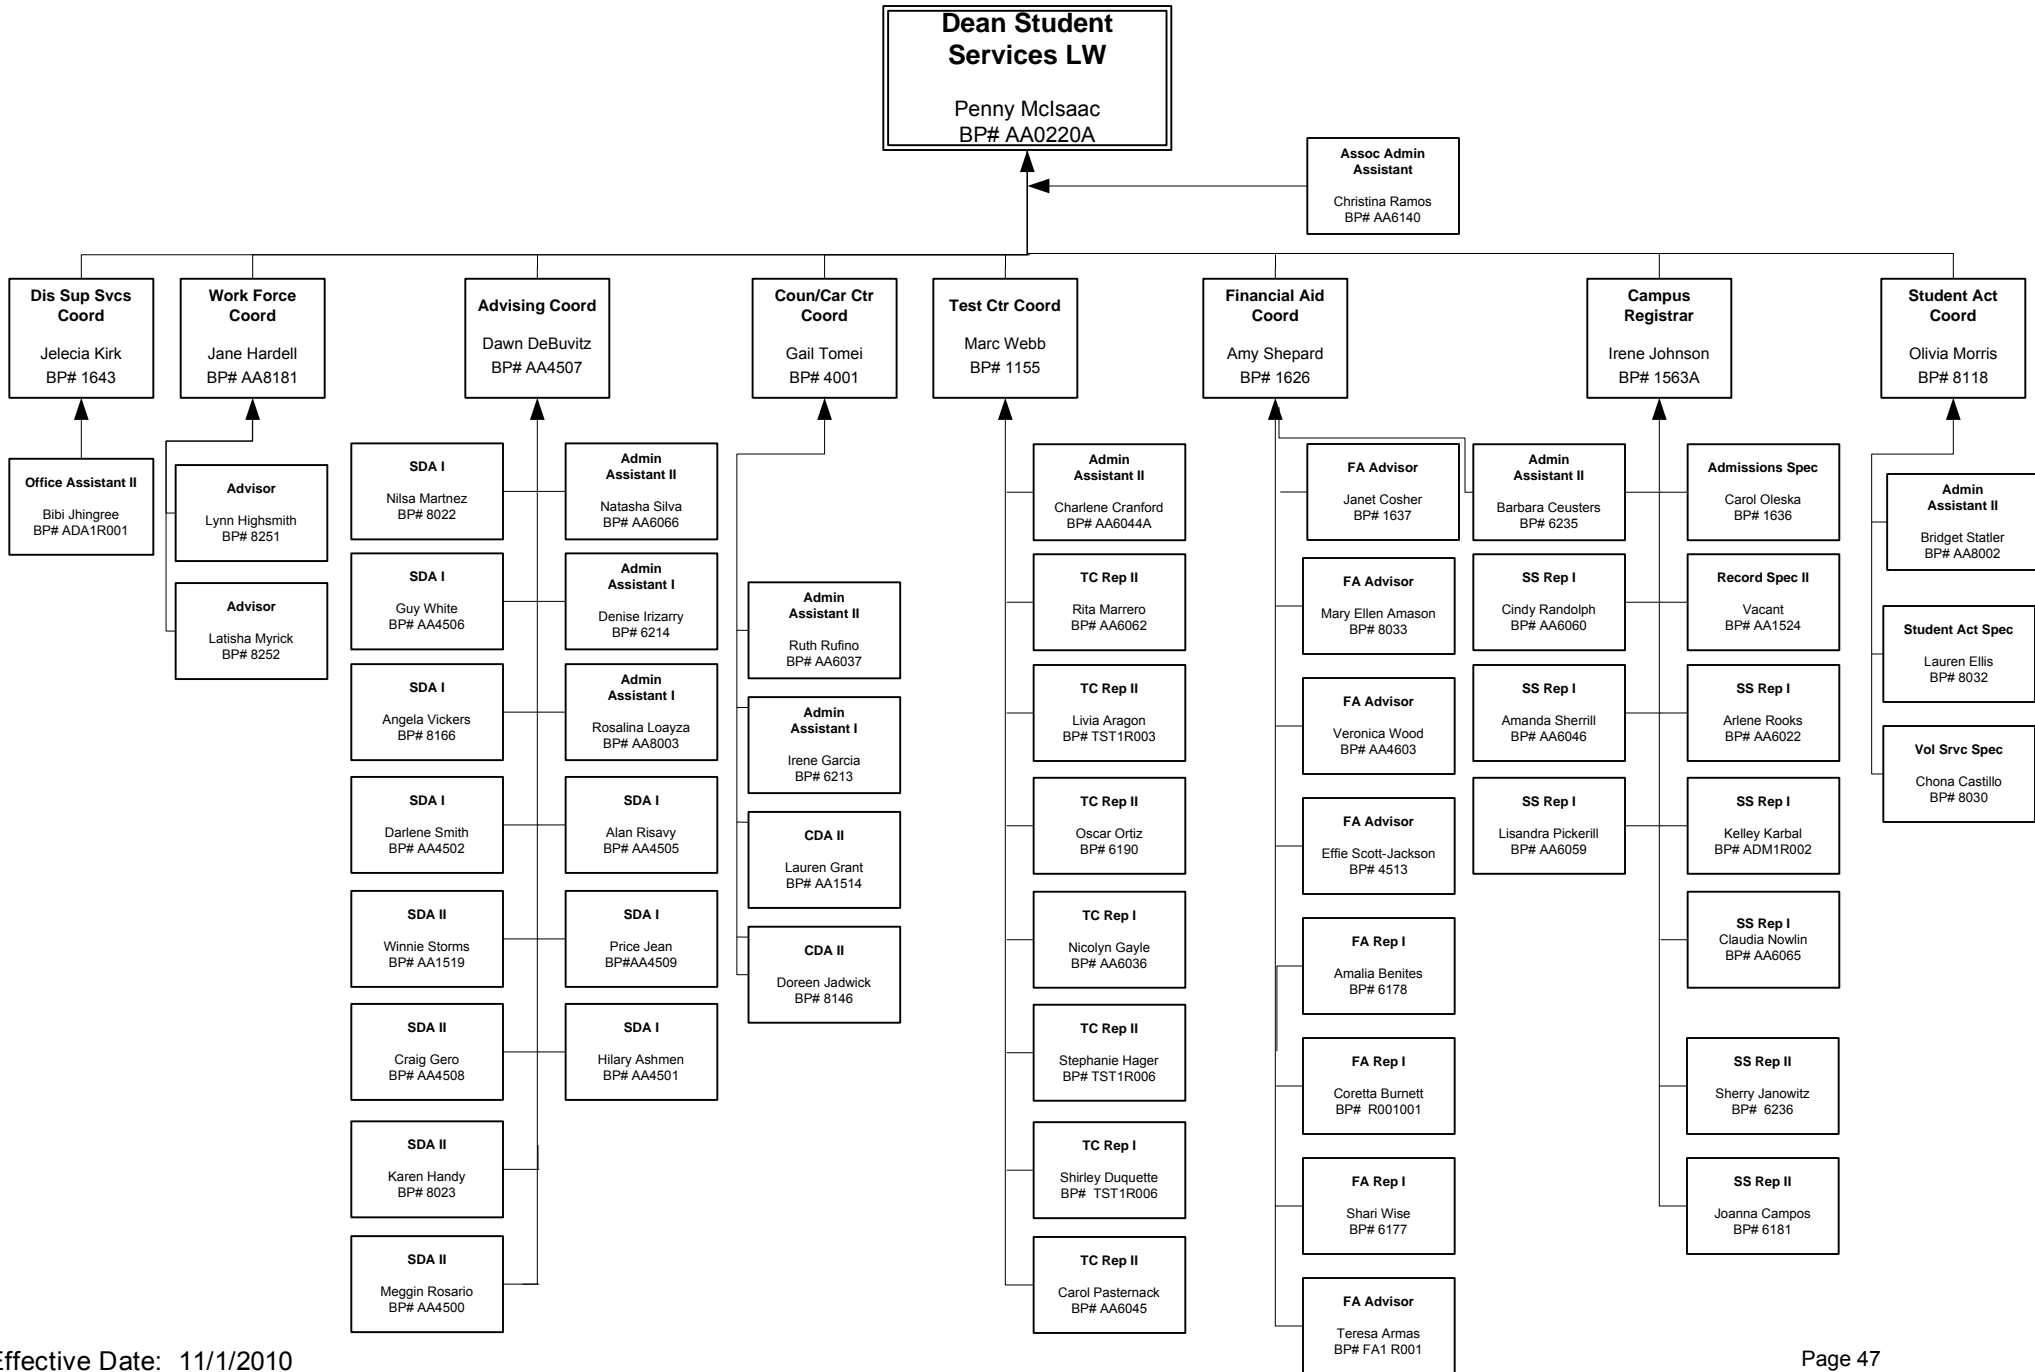 Dean Student
Services LW
Penny McIsaac
BP# AA0220A
Assoc Admin
Assistant
Christina Ramos
BP# AA6140
Dis Sup Svcs
Coord
Jelecia Kirk
BP# 1643
Work Force
Coord
Jane Hardell
BP# AA8181
Advising Coord
Dawn DeBuvitz
BP# AA4507
Coun/Car Ctr
Coord
Gail Tomei
BP# 4001
Test Ctr Coord
Marc Webb
BP# 1155
Financial Aid
Coord
Amy Shepard
BP# 1626
Campus
Registrar
Irene Johnson
BP# 1563A
Student Act
Coord
Olivia Morris
BP# 8118
Office Assistant II
Bibi Jhingree
BP# ADA1R001
Advisor
Lynn Highsmith
BP# 8251
Advisor
Latisha Myrick
BP# 8252
SDA I
Nilsa Martnez
BP# 8022
SDA I
Guy White
BP# AA4506
SDA I
Angela Vickers
BP# 8166
SDA I
Darlene Smith
BP# AA4502
SDA II
Winnie Storms
BP# AA1519
SDA II
Craig Gero
BP# AA4508
SDA II
Karen Handy
BP# 8023
SDA II
Meggin Rosario
BP# AA4500
Admin
Assistant II
Natasha Silva
BP# AA6066
Admin
Assistant I
Denise Irizarry
BP# 6214
Admin
Assistant I
Rosalina Loayza
BP# AA8003
SDA I
Alan Risavy
BP# AA4505
SDA I
Price Jean
BP#AA4509
SDA I
Hilary Ashmen
BP# AA4501
Admin
Assistant II
Ruth Rufino
BP# AA6037
Admin
Assistant I
Irene Garcia
BP# 6213
CDA II
Lauren Grant
BP# AA1514
CDA II
Doreen Jadwick
BP# 8146
Admin
Assistant II
Charlene Cranford
BP# AA6044A
TC Rep II
Rita Marrero
BP# AA6062
TC Rep II
Livia Aragon
BP# TST1R003
TC Rep II
Oscar Ortiz
BP# 6190
TC Rep I
Nicolyn Gayle
BP# AA6036
TC Rep II
Stephanie Hager
BP# TST1R006
TC Rep I
Shirley Duquette
BP# TST1R006
TC Rep II
Carol Pasternack
BP# AA6045
FA Advisor
Janet Cosher
BP# 1637
FA Advisor
Mary Ellen Amason
BP# 8033
FA Advisor
Veronica Wood
BP# AA4603
FA Advisor
Effie Scott-Jackson
BP# 4513
FA Rep I
Amalia Benites
BP# 6178
FA Rep I
Coretta Burnett
BP# R001001
FA Rep I
Shari Wise
BP# 6177
FA Advisor
Teresa Armas
BP# FA1 R001
Admin
Assistant II
Barbara Ceusters
BP# 6235
SS Rep I
Cindy Randolph
BP# AA6060
SS Rep I
Amanda Sherrill
BP# AA6046
SS Rep I
Lisandra Pickerill
BP# AA6059
Admissions Spec
Carol Oleska
BP# 1636
Record Spec II
Vacant
BP# AA1524
SS Rep I
Arlene Rooks
BP# AA6022
SS Rep I
Kelley Karbal
BP# ADM1R002
SS Rep I
Claudia Nowlin
BP# AA6065
SS Rep II
Sherry Janowitz
BP# 6236
SS Rep II
Joanna Campos
BP# 6181
Admin
Assistant II
Bridget Statler
BP# AA8002
Student Act Spec
Lauren Ellis
BP# 8032
Vol Srvc Spec
Chona Castillo
BP# 8030
Effective Date: 11/1/2010
Page 47